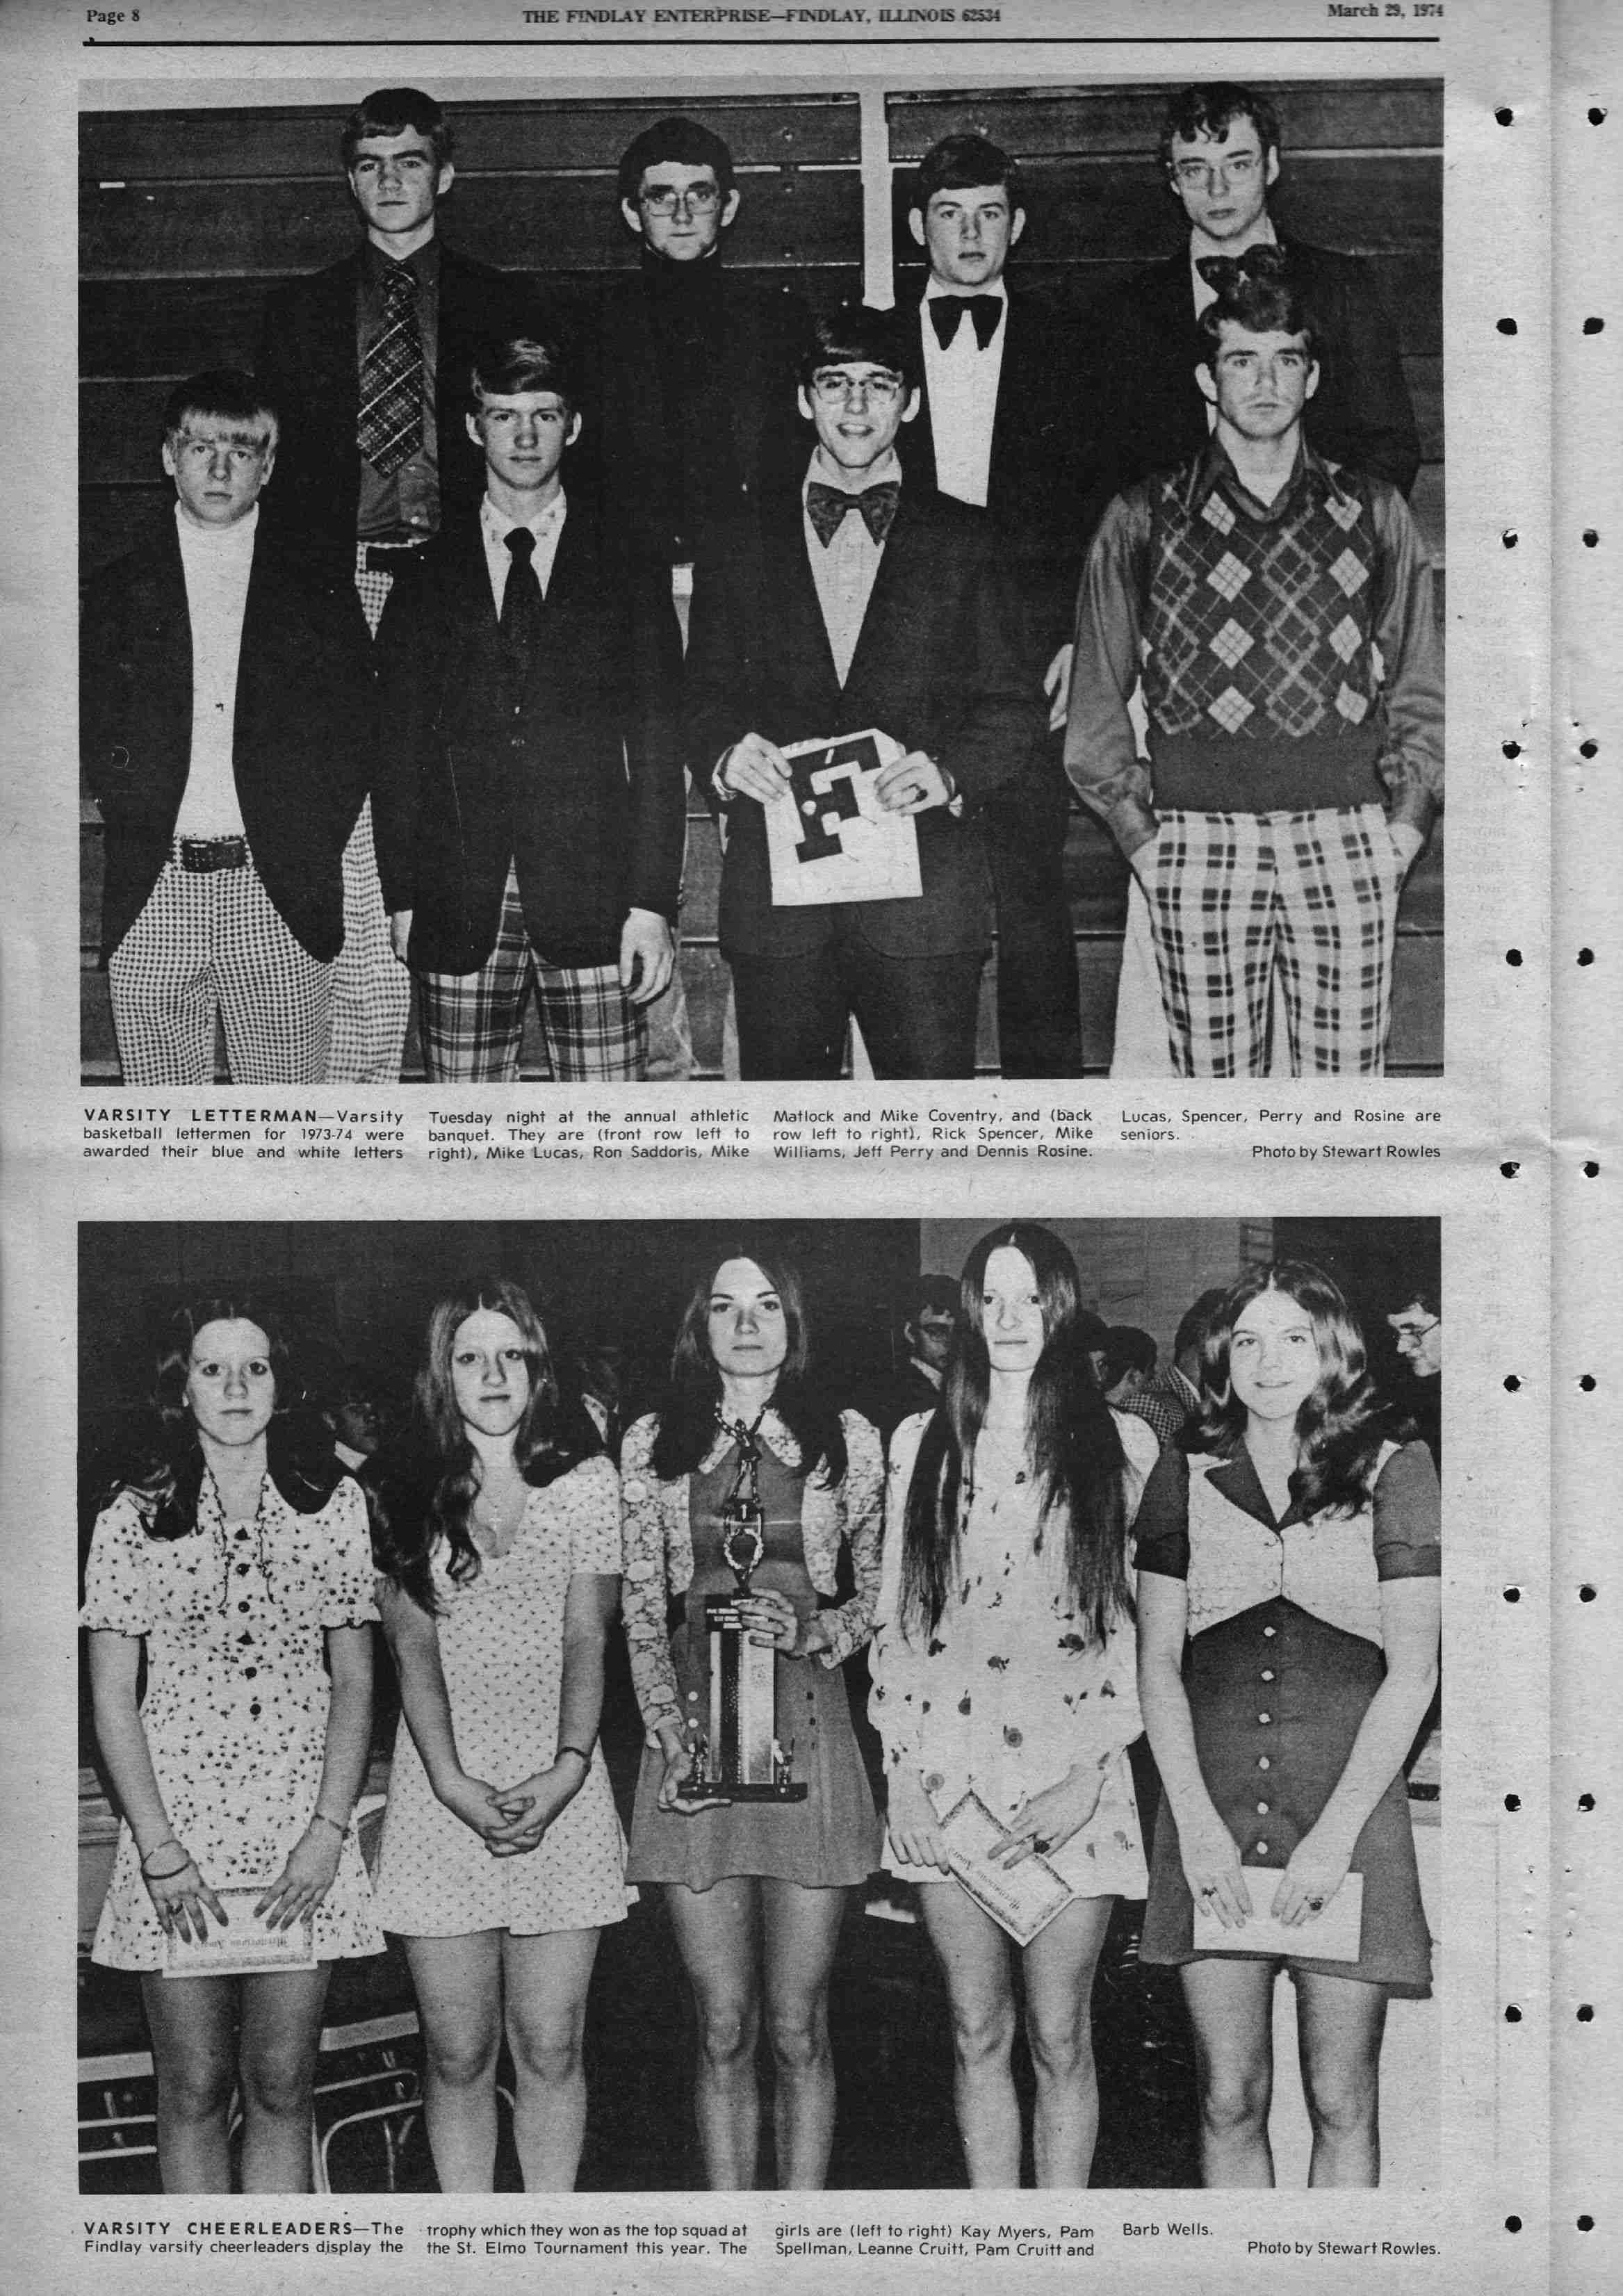 Page 8
THE FINDLAY ENTERPRISE—FINDLAY, ILLINOIS 62534
March 29, 1974
F
VARSITY LETTERMAN—Varsity
basketball lettermen for 1973-74 were
awarded their blue and white letters
Tuesday night at the annual athletic
banquet. They are (front row left to
right), Mike Lucas, Ron Saddoris, Mike
Matlock and Mike Coventry, and (back
row left to right), Rick Spencer, Mike
Williams, Jeff Perry and Dennis Rosine.
Lucas, Spencer, Perry and Rosine are
seniors.
Photo by Stewart Rowles
VARSITY CHEERLEADERS—The
Findlay varsity cheerleaders display the
trophy which they won as the top squad at
the St. Elmo Tournament this year. The
girls are (left to right) Kay Myers, Pam
Spellman, Leanne Cruitt, Pam Cruitt and
Barb Wells.
Photo by Stewart Rowles.